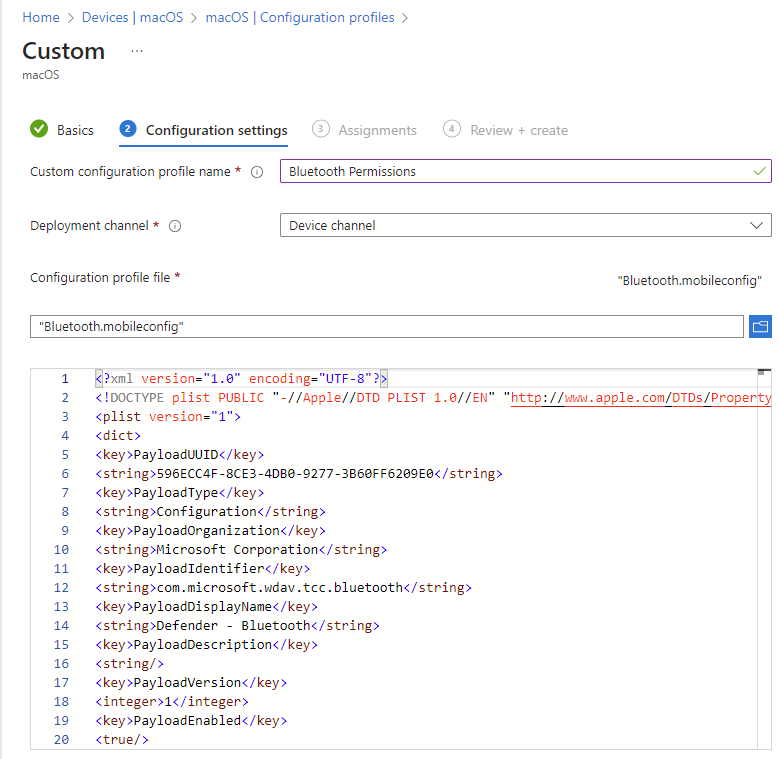 Home > Devices | macOS > macOS | Configuration profiles >
Custom ...
macOS
Basics 2 Configuration settings 3 Assignments 4 Review + create
Custom configuration profile name * Bluetooth Permissions
Deployment channel * Device channel
Configuration profile file * "Bluetooth.mobileconfig"
"Bluetooth.mobileconfig"
1 <?xml version="1.0" encoding="UTF-8"?>
2 <!DOCTYPE plist PUBLIC "-//Apple//DTD PLIST 1.0//EN" "http://www.apple.com/DTDs/Property
3 <plist version="1">
4 <dict>
5 <key>PayloadUUID</key>
6 <string>596ECC4F-8CE3-4DB0-9277-3B60FF6209E0</string>
7 <key>PayloadType</key>
8 <string>Configuration</string>
9 <key>PayloadOrganization</key>
10 <string>Microsoft Corporation</string>
11 <key>PayloadIdentifier</key>
12 <string>com.microsoft.wdav.tcc.bluetooth</string>
13 <key>PayloadDisplayName</key>
14 <string>Defender - Bluetooth</string>
15 <key>PayloadDescription</key>
16 <string/>
17 <key>PayloadVersion</key>
18 <integer>1</integer>
19 <key>PayloadEnabled</key>
20 <true/>